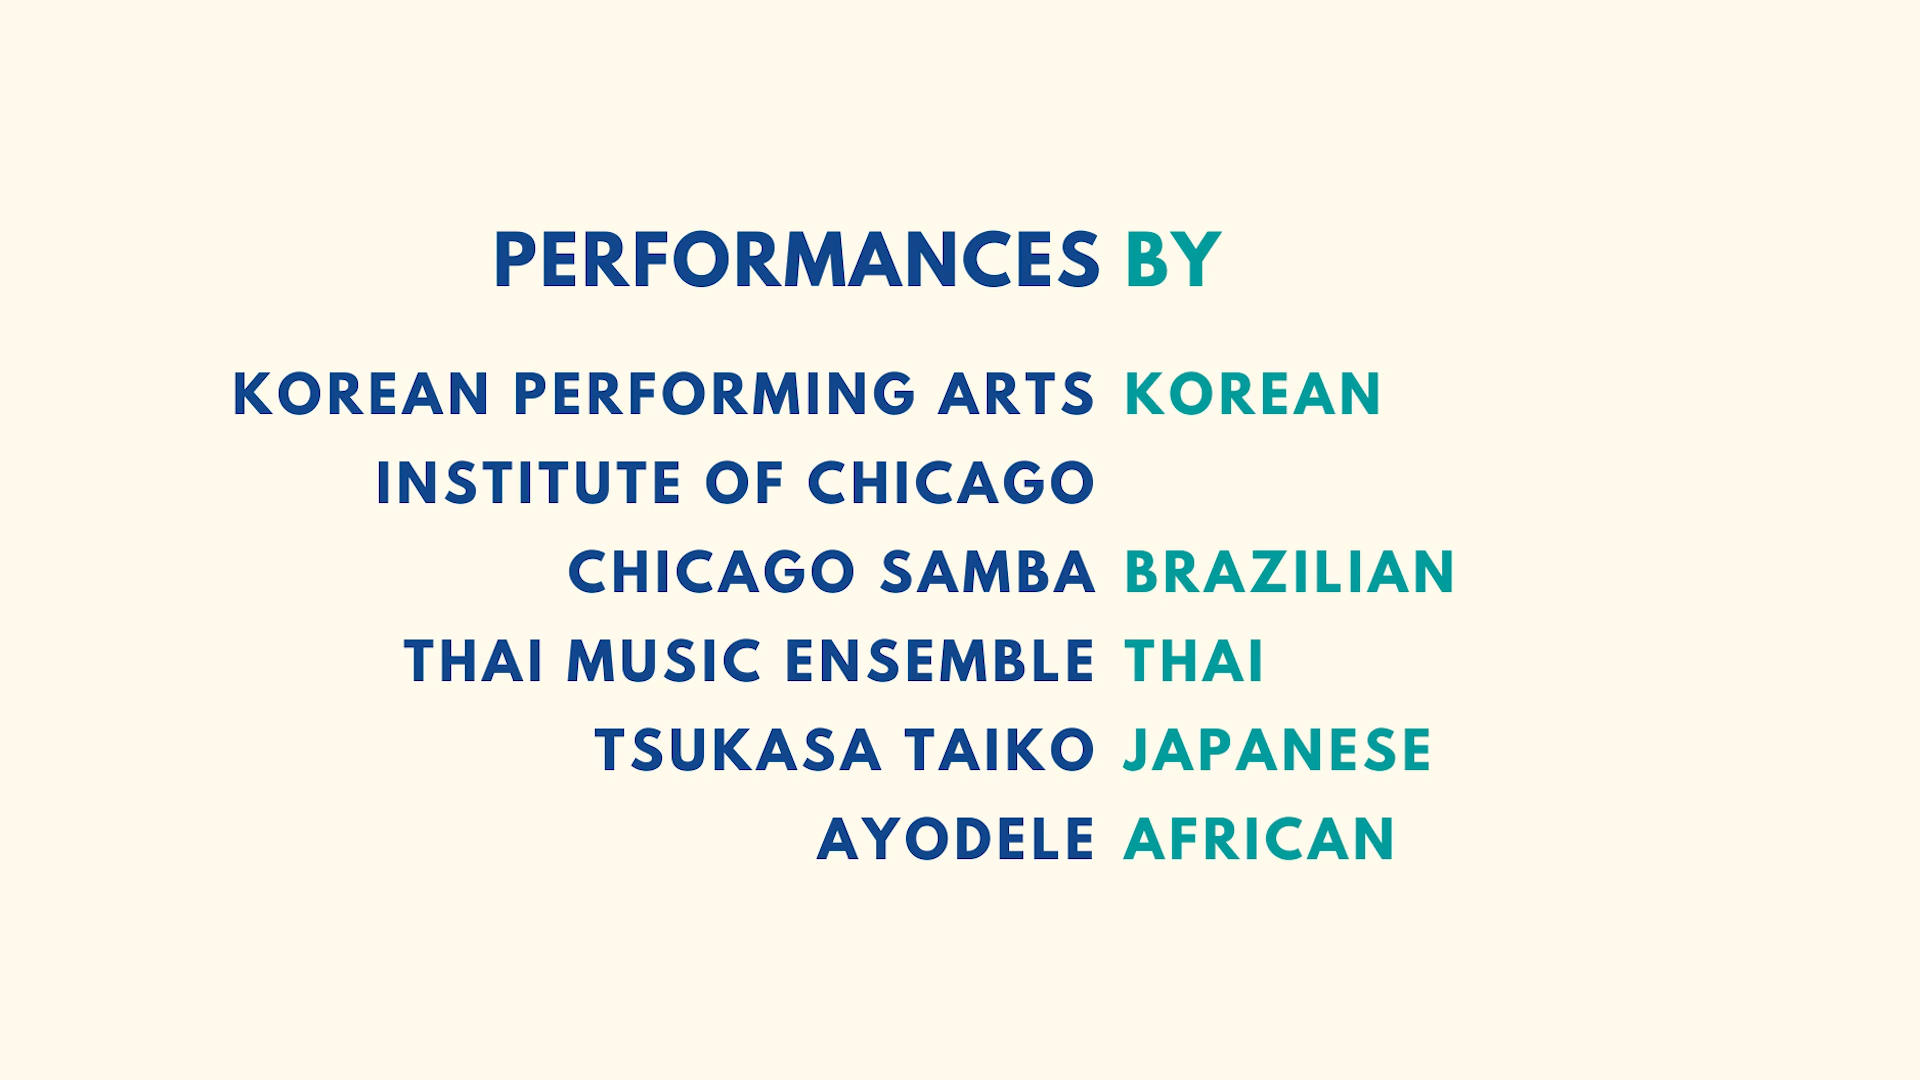 PERFORMANCES BY
KOREAN PERFORMING ARTS KOREAN
INSTITUTE OF CHICAGO
CHICAGO SAMBA BRAZILIAN
THAI MUSIC ENSEMBLE THAI
TSUKASA TAIKO JAPANESE
AYODELE AFRICAN